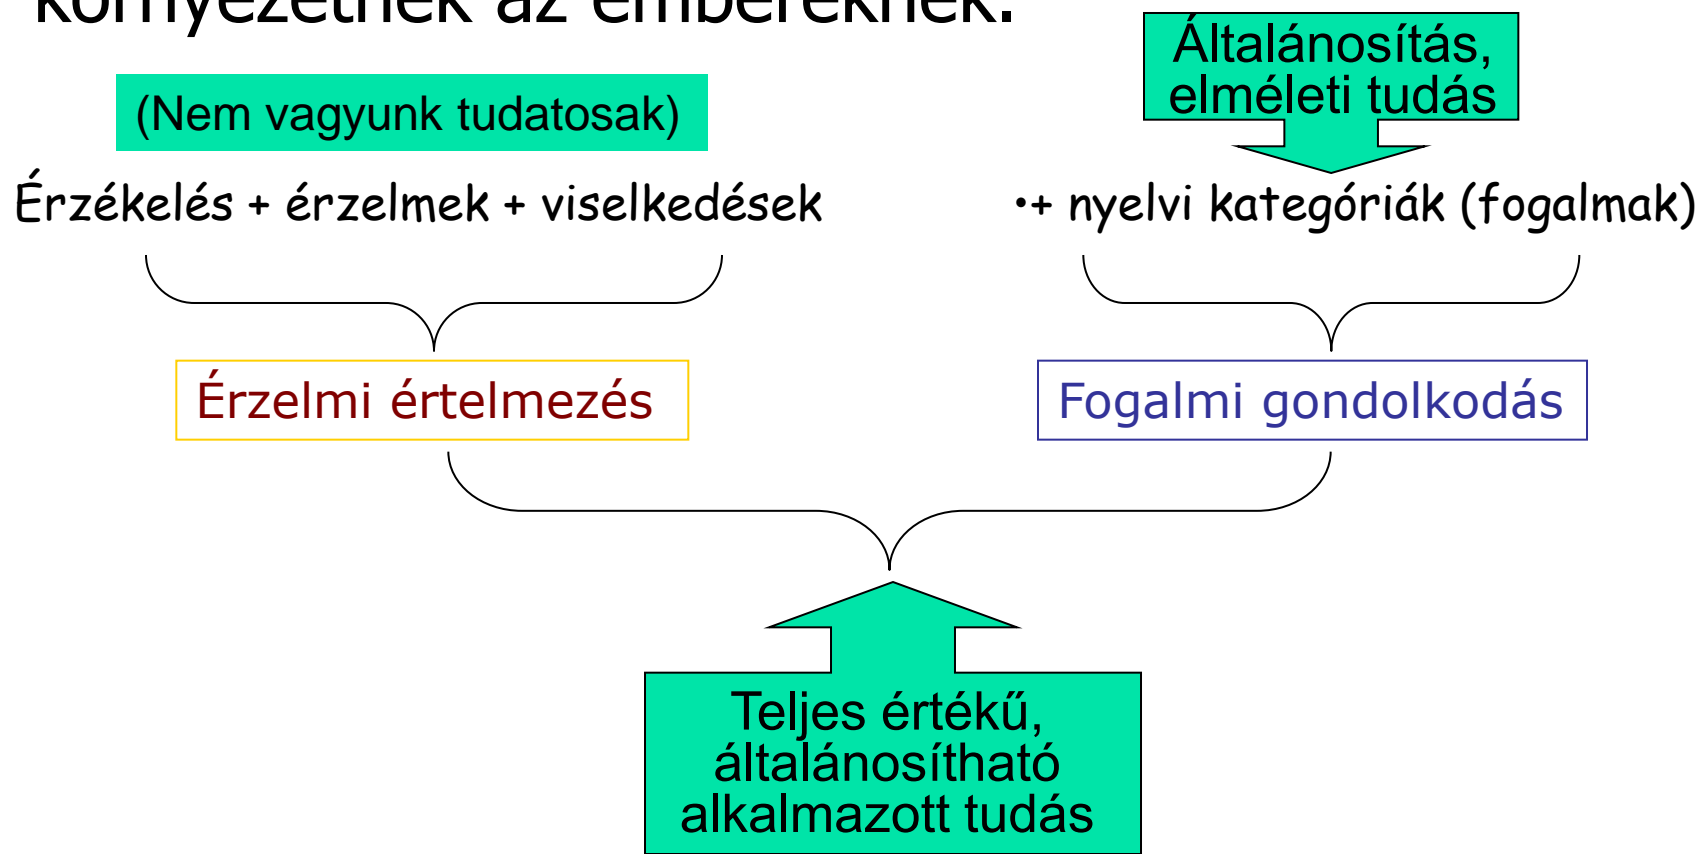 környezetnek az embereknek.
Általánosítás,
elméleti tudás
(Nem vagyunk tudatosak)
Érzékelés + érzelmek + viselkedések
•+ nyelvi kategóriák (fogalmak)
Érzelmi értelmezés
Fogalmi gondolkodás
Teljes értékű,
általánosítható
alkalmazott tudás